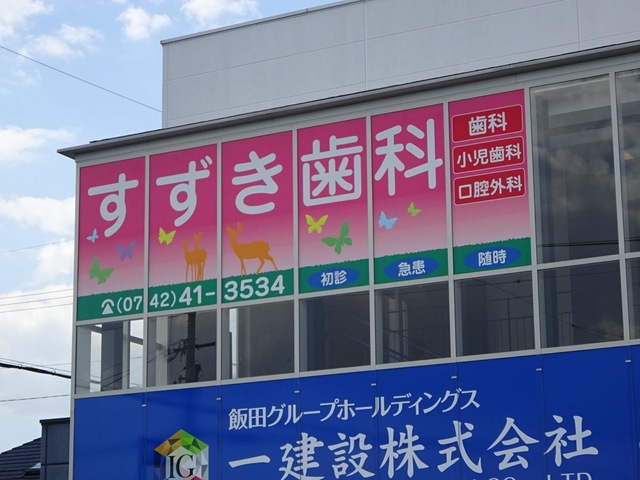 すずき歯科
歯科
小児歯科
口腔外科
☎(0742)41-3534
初診
急患
随時
飯田グループホールディングス
IG
一建設株式会社
CO., LTD.